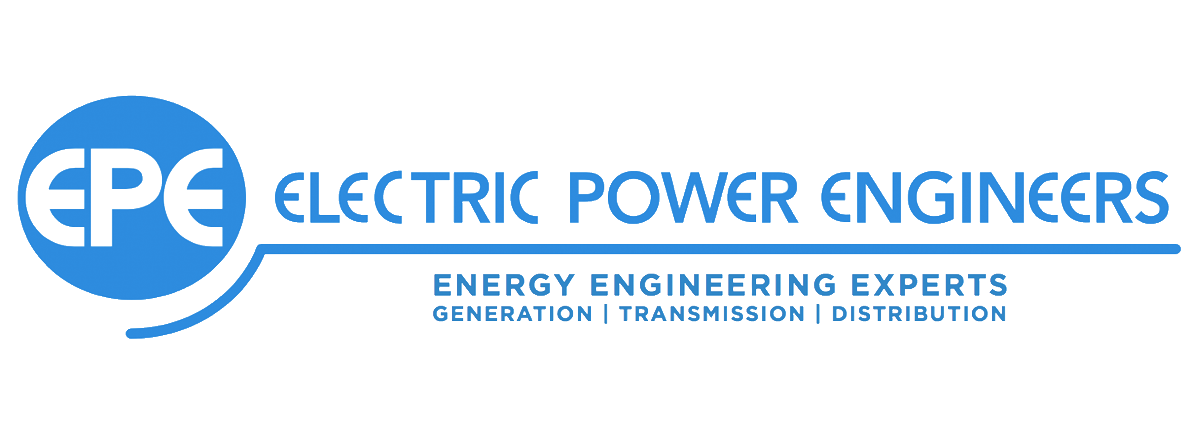 EPE
ELECTRIC POWER ENGINEERS
ENERGY ENGINEERING EXPERTS
GENERATION | TRANSMISSION | DISTRIBUTION